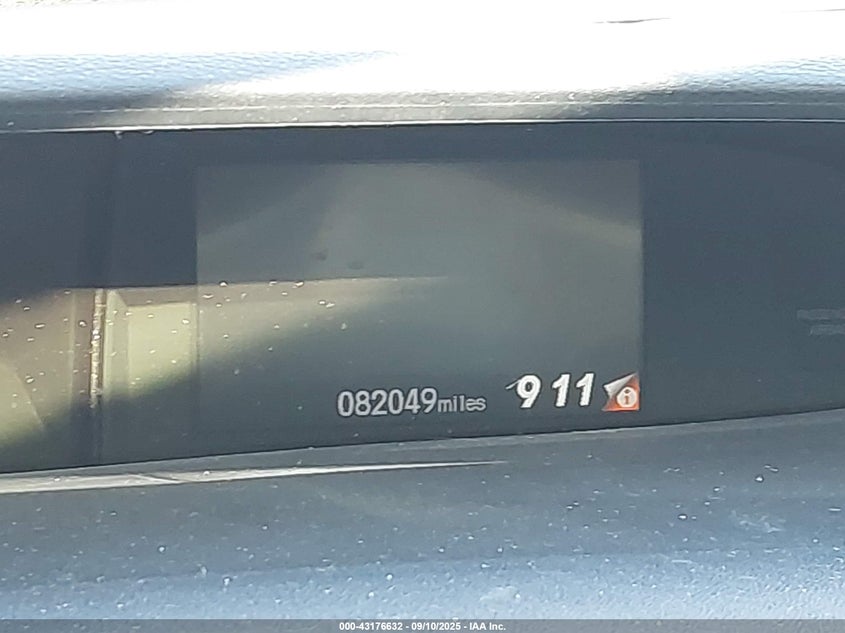 082049miles 911
000-43176632 - 09/10/2025 - IAA Inc.